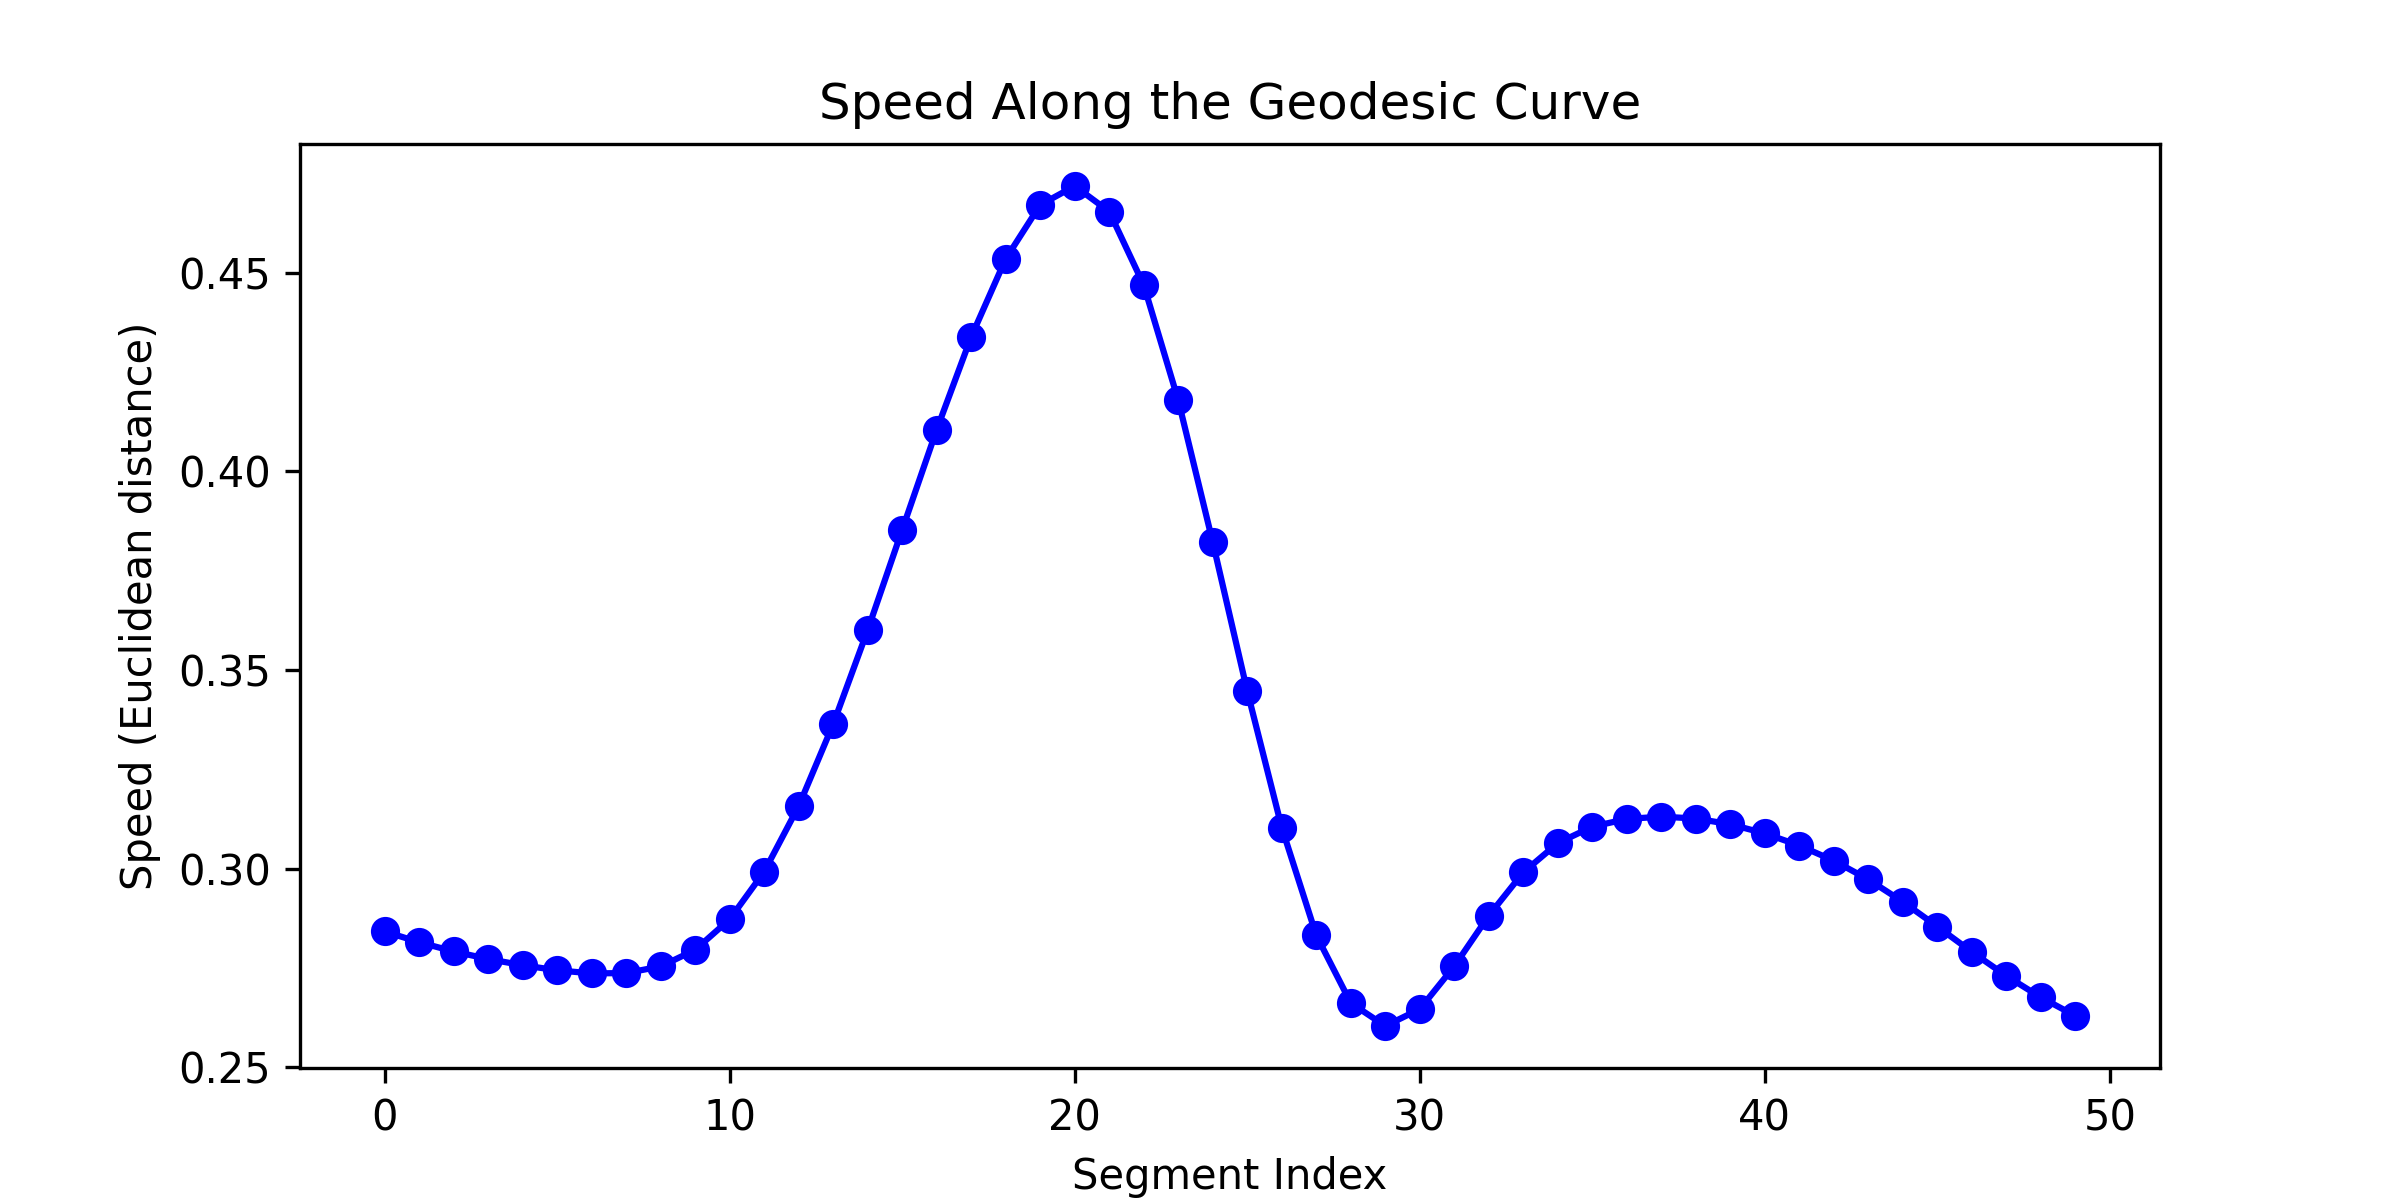 Speed Along the Geodesic Curve
Speed (Euclidean distance)
0.45
0.40
0.35
0.30
0.25
0 10 20 30 40 50
Segment Index